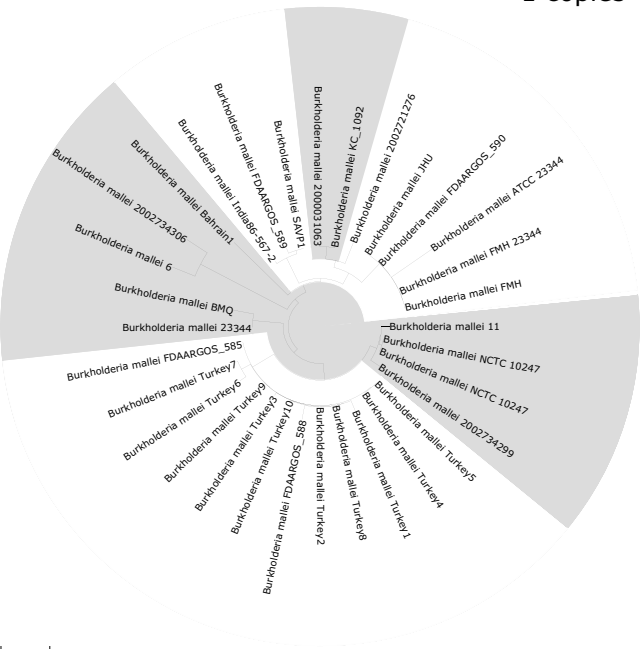 Burkholderia mallei 2000031063
Burkholderia mallei KC_1092
Burkholderia mallei 2002721276
Burkholderia mallei JHU
Burkholderia mallei FDAARGOS_590
Burkholderia mallei ATCC 23344
Burkholderia mallei FMH 23344
Burkholderia mallei FMH
Burkholderia mallei 11
Burkholderia mallei NCTC 10247
Burkholderia mallei NCTC 10247
Burkholderia mallei 2002734299
Burkholderia mallei Turkey5
Burkholderia mallei Turkey4
Burkholderia mallei Turkey1
Burkholderia mallei Turkey8
Burkholderia mallei Turkey2
Burkholderia mallei FDAARGOS_588
Burkholderia mallei Turkey10
Burkholderia mallei Turkey3
Burkholderia mallei Turkey9
Burkholderia mallei Turkey6
Burkholderia mallei Turkey7
Burkholderia mallei FDAARGOS_585
Burkholderia mallei 23344
Burkholderia mallei BMQ
Burkholderia mallei 6
Burkholderia mallei 2002734306
Burkholderia mallei Bahrain1
Burkholderia mallei India86-567-2
Burkholderia mallei FDAARGOS_589
Burkholderia mallei SAVP1